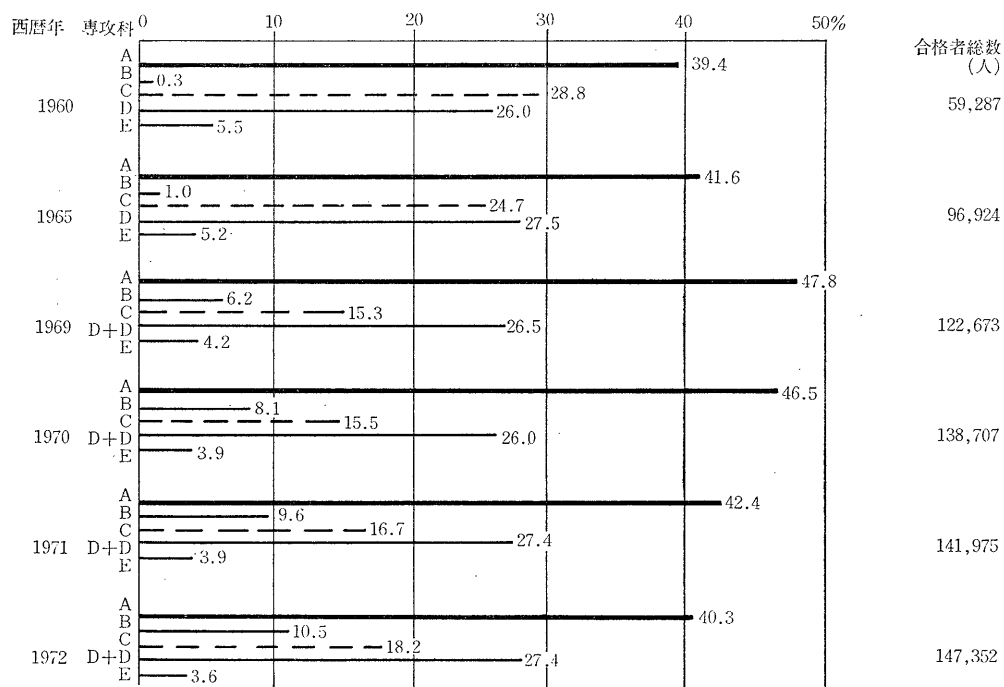 西暦年 専攻科 0 10 20 30 40 50%
合格者総数
(人)
A 39.4
B 0.3
C 28.8
1960 D 26.0 59,287
E 5.5
A 41.6
B 1.0
C 24.7
1965 D 27.5 96,924
E 5.2
A 47.8
B 6.2
C 15.3
1969 D+D 26.5 122,673
E 4.2
A 46.5
B 8.1
C 15.5
1970 D+D 26.0 138,707
E 3.9
A 42.4
B 9.6
C 16.7
1971 D+D 27.4 141,975
E 3.9
A 40.3
B 10.5
C 18.2
1972 D+D 27.4 147,352
E 3.6